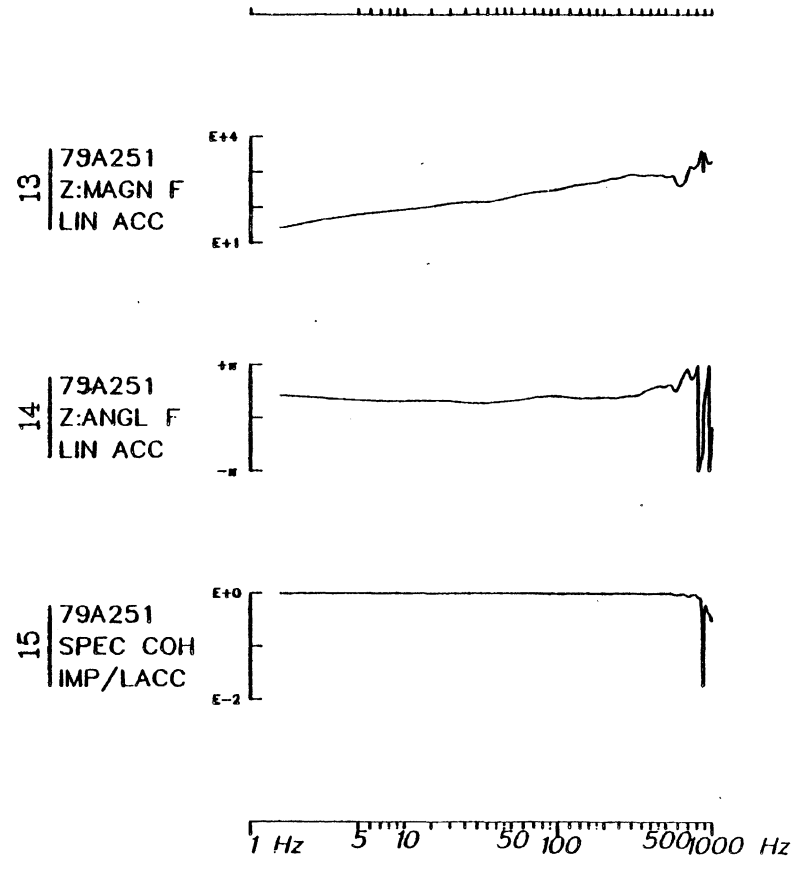 E+4
13
79A251
Z:MAGN F
LIN ACC
E+1
+π
14
79A251
Z:ANGL F
LIN ACC
-π
E+0
15
79A251
SPEC COH
IMP/LACC
E-2
1 Hz 5 10 50 100 500 1000 Hz